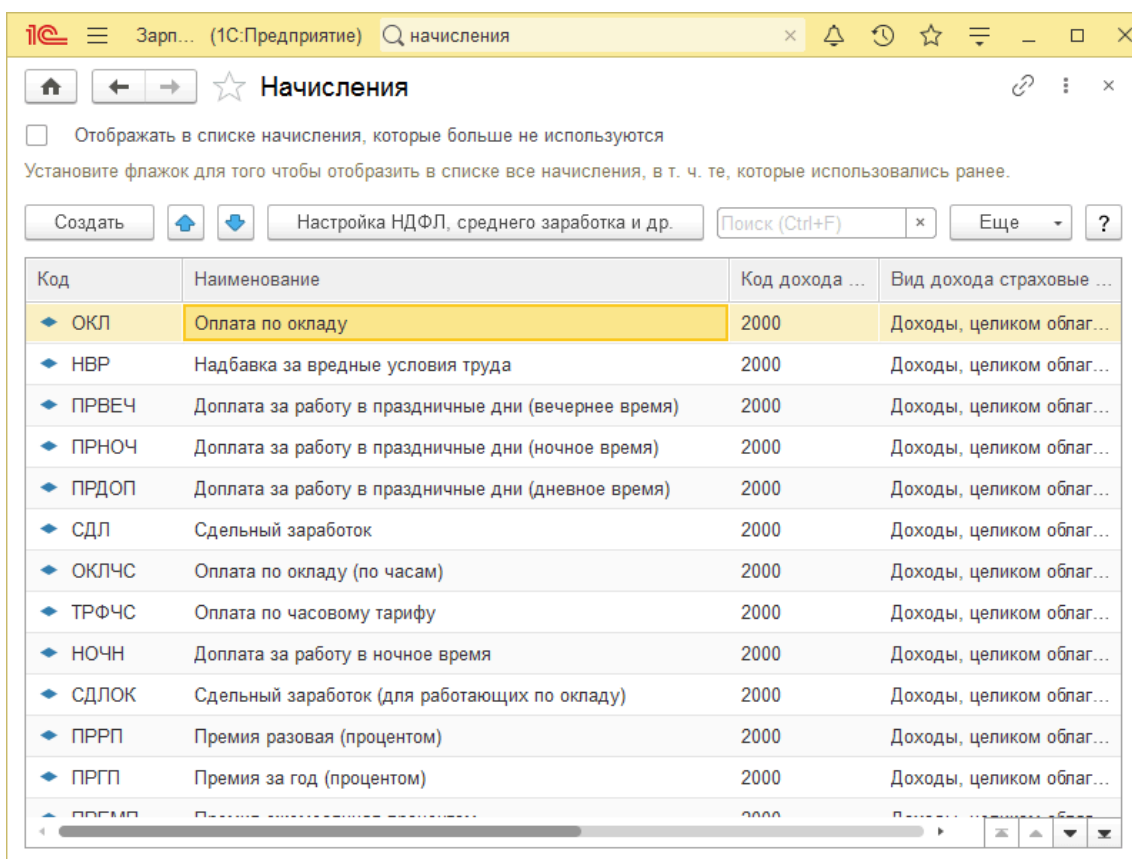 1С Зарп... (1С:Предприятие) начисления
Начисления
Отображать в списке начисления, которые больше не используются
Установите флажок для того чтобы отобразить в списке все начисления, в т. ч. те, которые использовались ранее.
Создать Настройка НДФЛ, среднего заработка и др. Поиск (Ctrl+F) × Еще ?
Код Наименование Код дохода ... Вид дохода страховые ...
ОКЛ Оплата по окладу 2000 Доходы, целиком облаг...
НВР Надбавка за вредные условия труда 2000 Доходы, целиком облаг...
ПРВЕЧ Доплата за работу в праздничные дни (вечернее время) 2000 Доходы, целиком облаг...
ПРНОЧ Доплата за работу в праздничные дни (ночное время) 2000 Доходы, целиком облаг...
ПРДОП Доплата за работу в праздничные дни (дневное время) 2000 Доходы, целиком облаг...
СДЛ Сдельный заработок 2000 Доходы, целиком облаг...
ОКЛЧС Оплата по окладу (по часам) 2000 Доходы, целиком облаг...
ТРФЧС Оплата по часовому тарифу 2000 Доходы, целиком облаг...
НОЧН Доплата за работу в ночное время 2000 Доходы, целиком облаг...
СДЛОК Сдельный заработок (для работающих по окладу) 2000 Доходы, целиком облаг...
ПРРП Премия разовая (процентом) 2000 Доходы, целиком облаг...
ПРГП Премия за год (процентом) 2000 Доходы, целиком облаг...